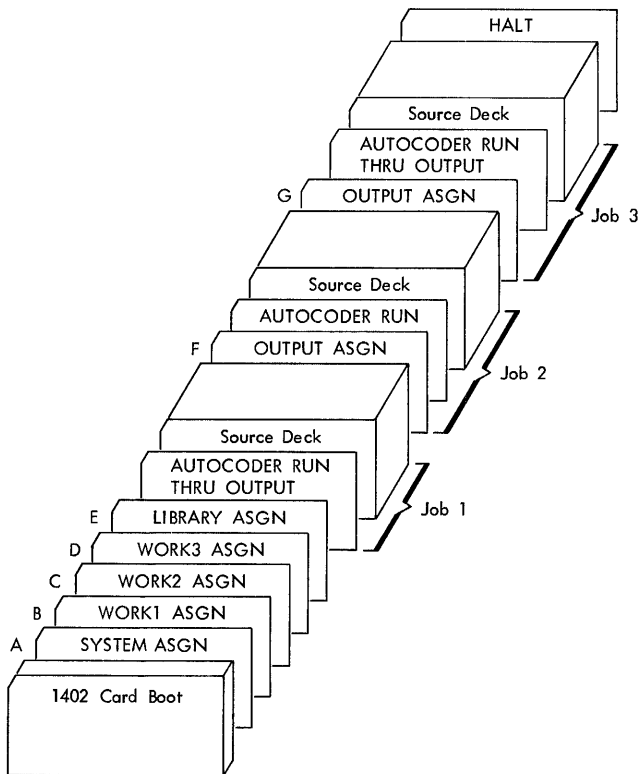 HALT
Source Deck
AUTOCODER RUN
THRU OUTPUT
G OUTPUT ASGN
Job 3
Source Deck
AUTOCODER RUN
F OUTPUT ASGN
Job 2
Source Deck
AUTOCODER RUN
THRU OUTPUT
Job 1
E LIBRARY ASGN
D WORK3 ASGN
C WORK2 ASGN
B WORK1 ASGN
A SYSTEM ASGN
1402 Card Boot